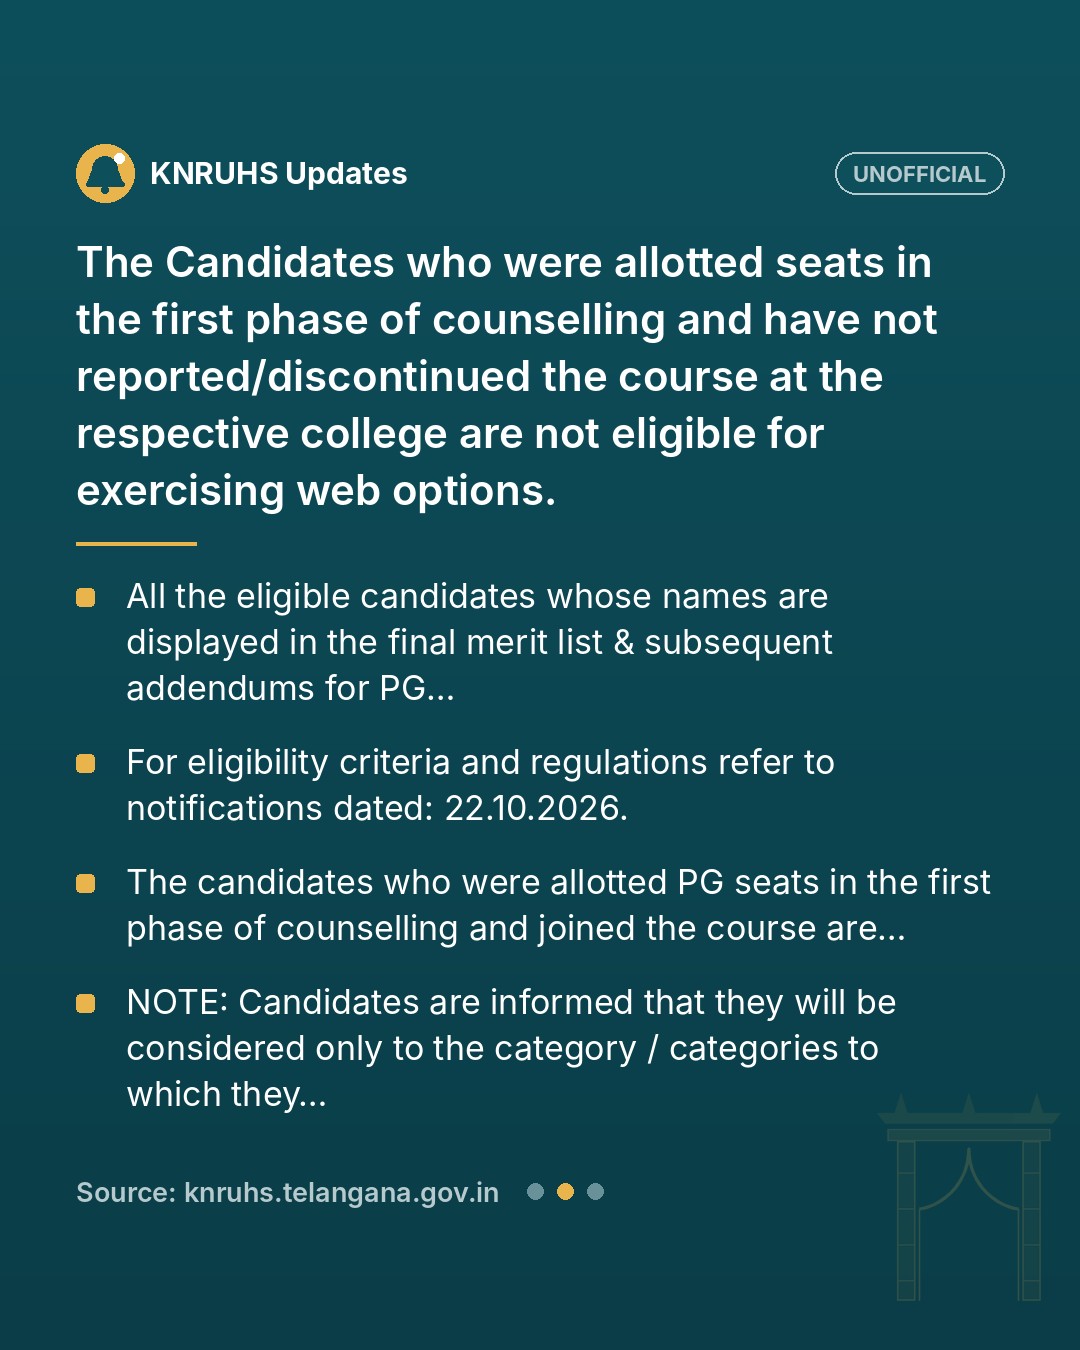 KNRUHS Updates
UNOFFICIAL
The Candidates who were allotted seats in
the first phase of counselling and have not
reported/discontinued the course at the
respective college are not eligible for
exercising web options.
All the eligible candidates whose names are
displayed in the final merit list & subsequent
addendums for PG...
For eligibility criteria and regulations refer to
notifications dated: 22.10.2026.
The candidates who were allotted PG seats in the first
phase of counselling and joined the course are...
NOTE: Candidates are informed that they will be
considered only to the category / categories to
which they...
Source: knruhs.telangana.gov.in